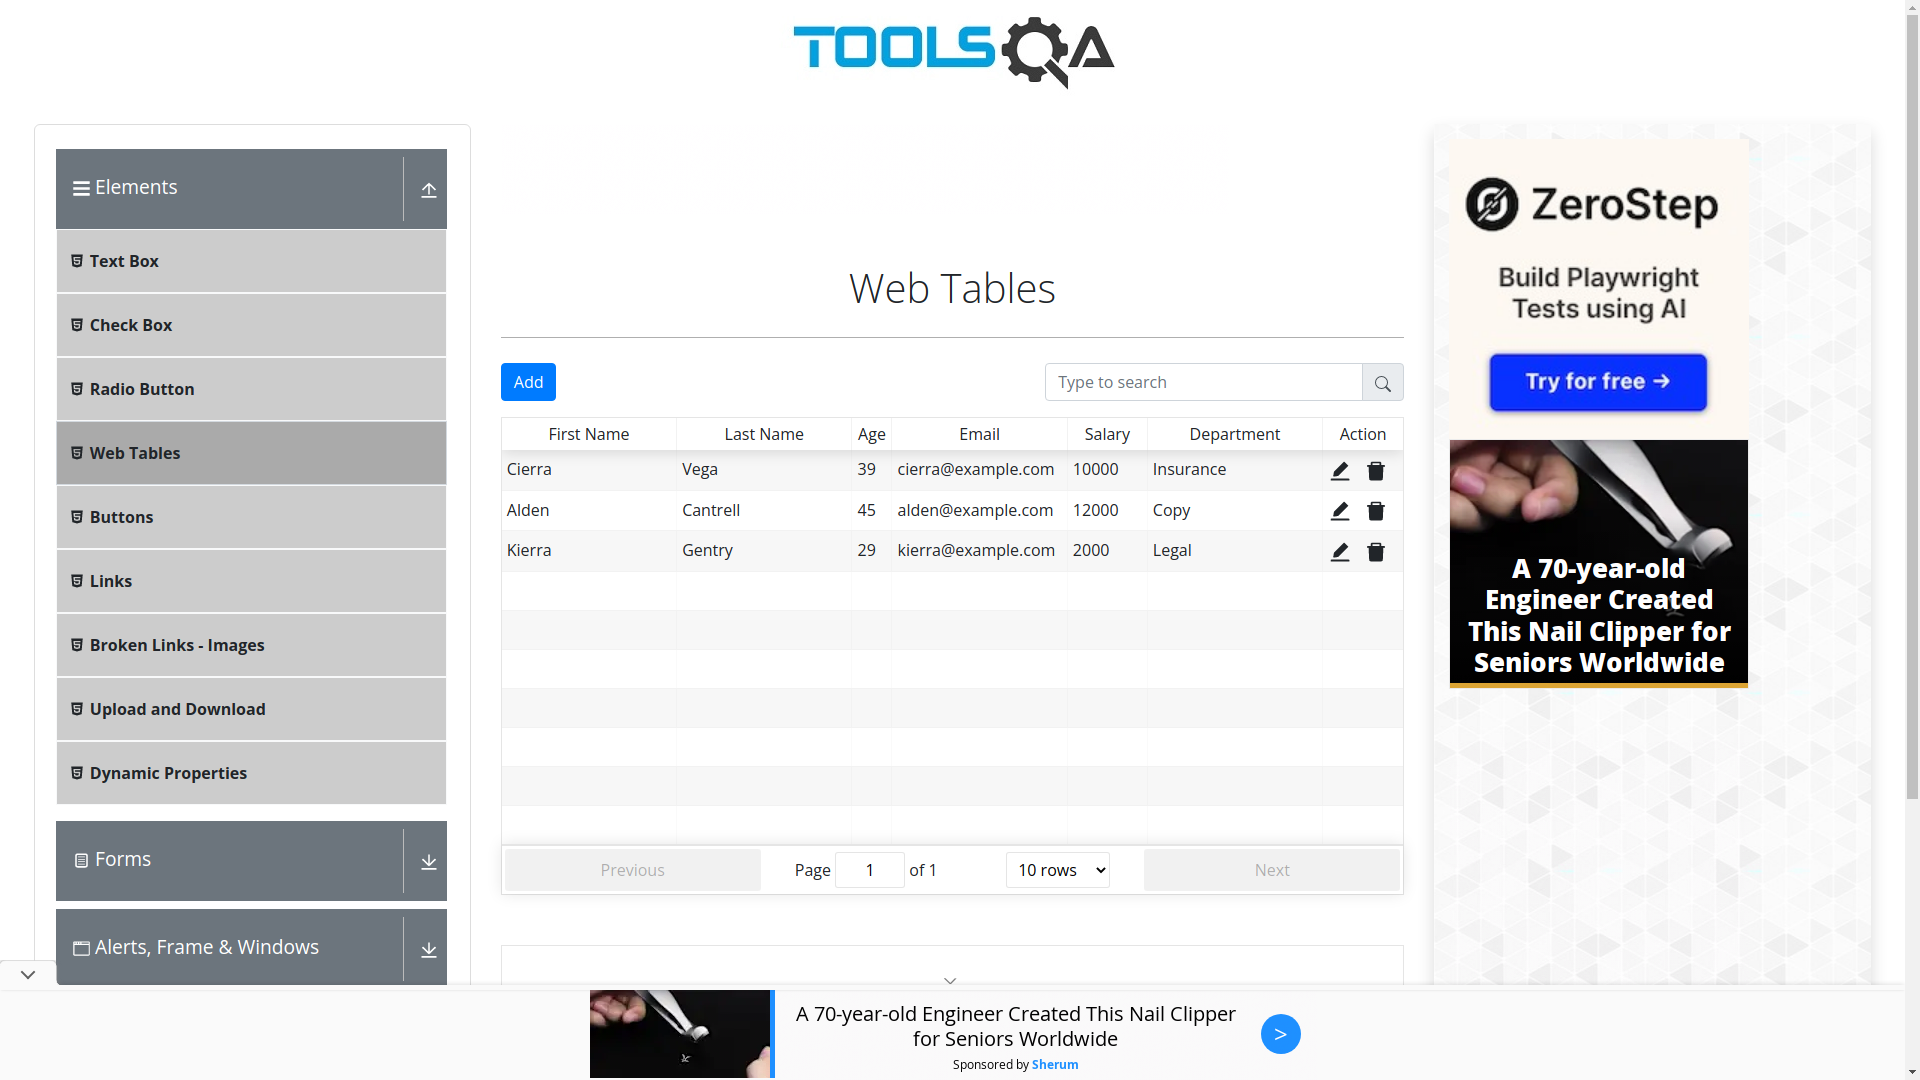 TOOLSQA
Elements
Text Box
Check Box
Radio Button
Web Tables
Buttons
Links
Broken Links - Images
Upload and Download
Dynamic Properties
Forms
Alerts, Frame & Windows
Web Tables
Add
Type to search
First Name Last Name Age Email Salary Department Action
Cierra Vega 39 cierra@example.com 10000 Insurance
Alden Cantrell 45 alden@example.com 12000 Copy
Kierra Gentry 29 kierra@example.com 2000 Legal
Previous Page 1 of 1 10 rows Next
ZeroStep
Build Playwright
Tests using AI
Try for free →
A 70-year-old
Engineer Created
This Nail Clipper for
Seniors Worldwide
A 70-year-old Engineer Created This Nail Clipper
for Seniors Worldwide
Sponsored by Sherum
>